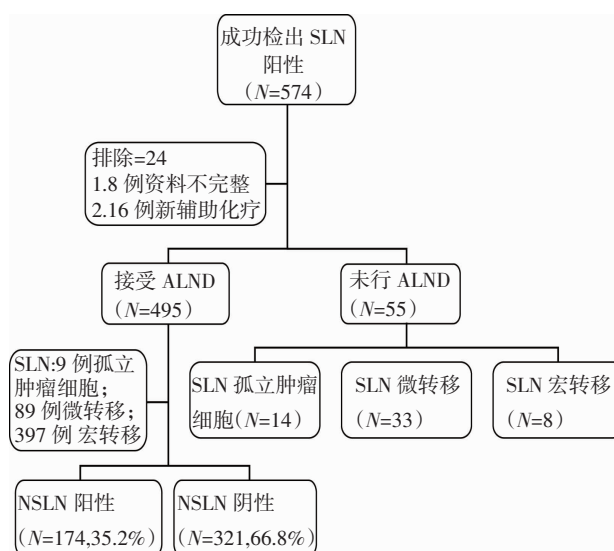 成功检出 SLN
阳性
(N=574)
排除=24
1.8 例资料不完整
2.16 例新辅助化疗
接受 ALND
(N=495)
未行 ALND
(N=55)
SLN:9 例孤立
肿瘤细胞;
89 例微转移;
397 例 宏转移
SLN 孤立肿瘤
细胞(N=14)
SLN 微转移
(N=33)
SLN 宏转移
(N=8)
NSLN 阳性
(N=174,35.2%)
NSLN 阴性
(N=321,66.8%)